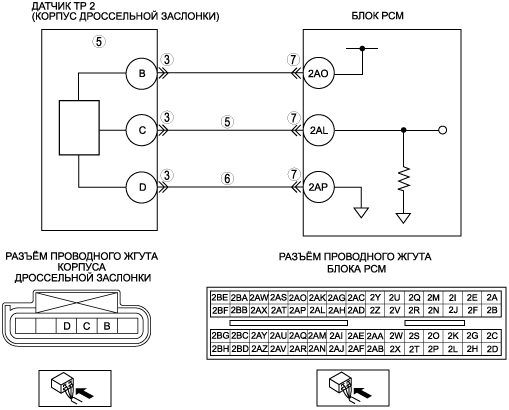 ДАТЧИК TP 2
(КОРПУС ДРОССЕЛЬНОЙ ЗАСЛОНКИ)
БЛОК PCM
5
B
3
7
2AO
C
3
5
7
2AL
D
3
6
7
2AP
РАЗЪЁМ ПРОВОДНОГО ЖГУТА
КОРПУСА
ДРОССЕЛЬНОЙ ЗАСЛОНКИ
D C B
РАЗЪЁМ ПРОВОДНОГО ЖГУТА
БЛОКА PCM
2BE 2BA 2AW 2AS 2AO 2AK 2AG 2AC 2Y 2U 2Q 2M 2I 2E 2A
2BF 2BB 2AX 2AT 2AP 2AL 2AH 2AD 2Z 2V 2R 2N 2J 2F 2B
2BG 2BC 2AY 2AU 2AQ 2AM 2AI 2AE 2AA 2W 2S 2O 2K 2G 2C
2BH 2BD 2AZ 2AV 2AR 2AN 2AJ 2AF 2AB 2X 2T 2P 2L 2H 2D